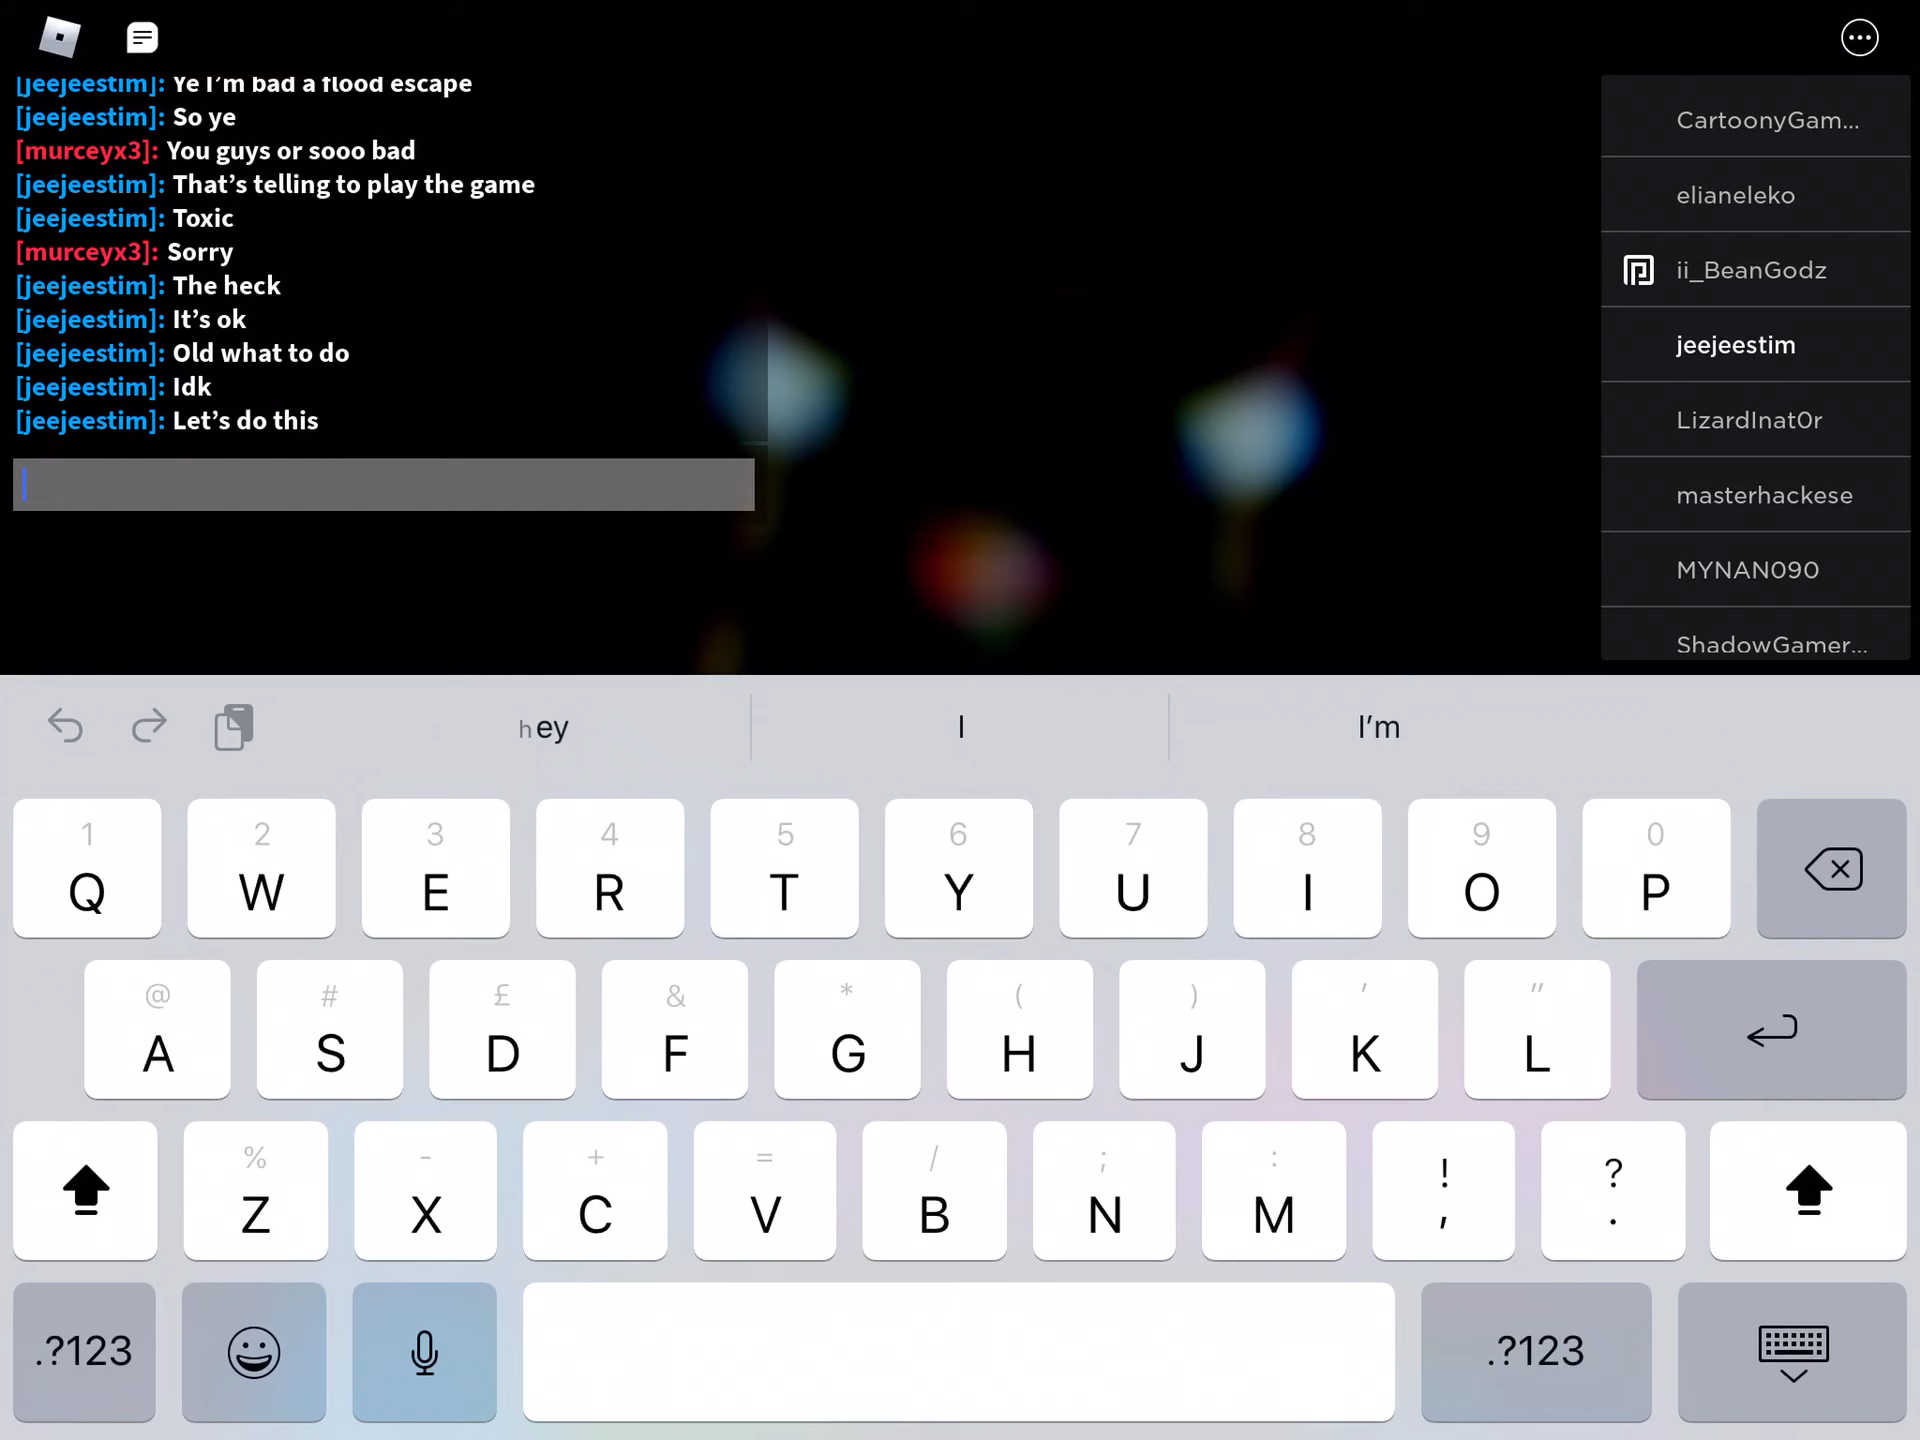 [jeejeestim]: Ye I'm bad a flood escape
[jeejeestim]: So ye
[murceyx3]: You guys or sooo bad
[jeejeestim]: That's telling to play the game
[jeejeestim]: Toxic
[murceyx3]: Sorry
[jeejeestim]: The heck
[jeejeestim]: It's ok
[jeejeestim]: Old what to do
[jeejeestim]: Idk
[jeejeestim]: Let's do this
CartoonyGam...
elianeleko
ii_BeanGodz
jeejeestim
LizardInat0r
masterhackese
MYNAN090
ShadowGamer...
hey I I'm
1 2 3 4 5 6 7 8 9 0
Q W E R T Y U I O P
@ # £ & * ( ) ' "
A S D F G H J K L
% - + = / ; : ! ?
Z X C V B N M , .
.?123 .?123